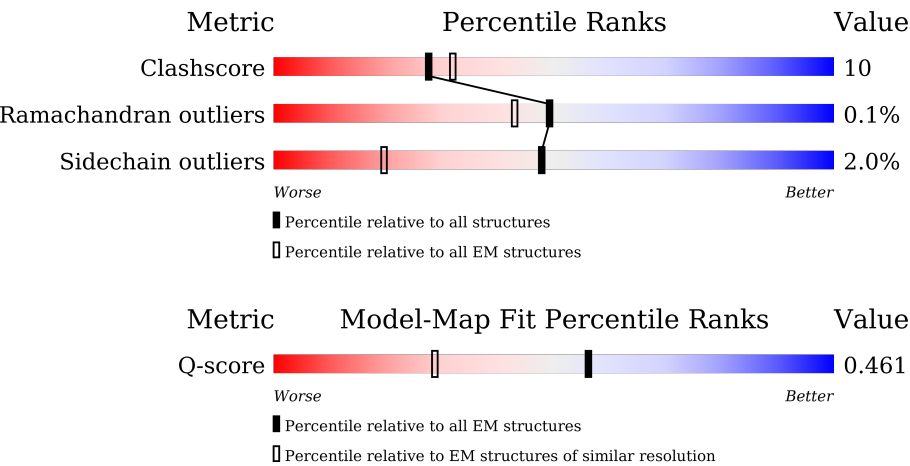 Metric Percentile Ranks Value
Clashscore 10
Ramachandran outliers 0.1%
Sidechain outliers 2.0%
Worse Better
Percentile relative to all structures
Percentile relative to all EM structures
Metric Model-Map Fit Percentile Ranks Value
Q-score 0.461
Worse Better
Percentile relative to all EM structures
Percentile relative to EM structures of similar resolution